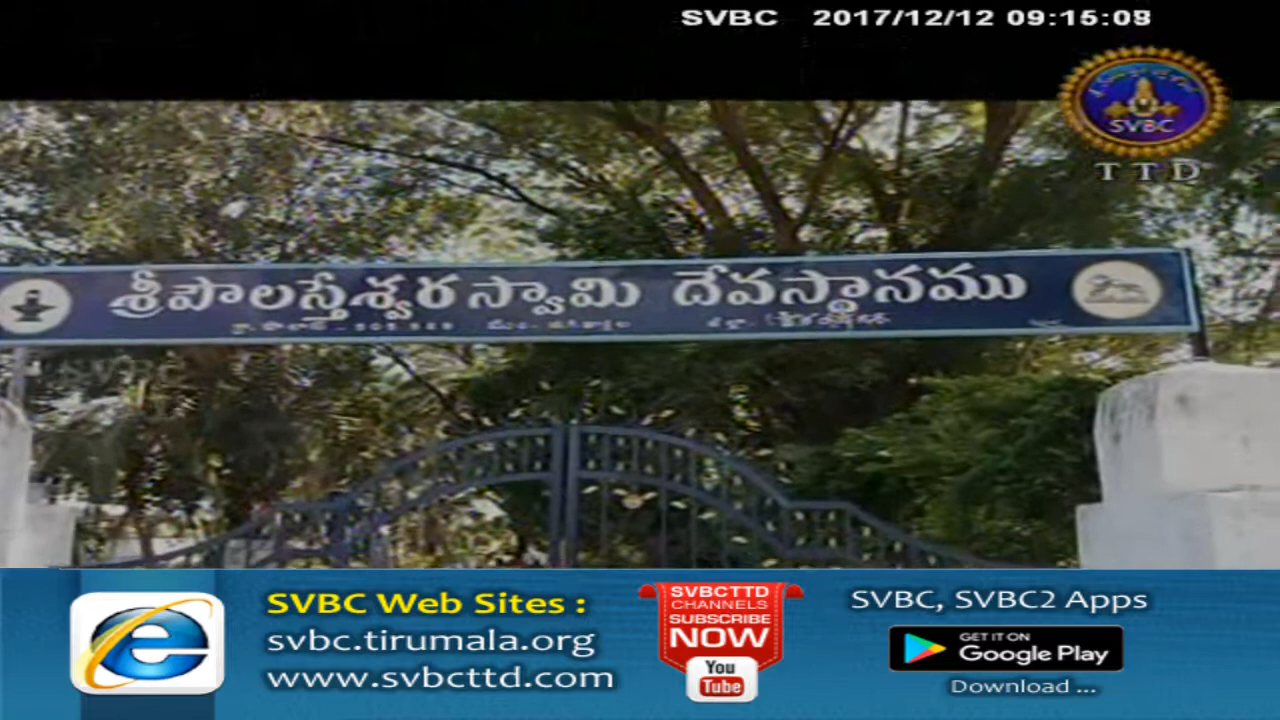 SVBC 2017/12/12 09:15:08
SVBC
TTD
శ్రీపౌలస్తేశ్వర స్వామి దేవస్థానము
SVBC Web Sites :
svbc.tirumala.org
www.svbcttd.com
SVBCTTD
CHANNELS
SUBSCRIBE
NOW
You
Tube
SVBC, SVBC2 Apps
GET IT ON
Google Play
Download ...